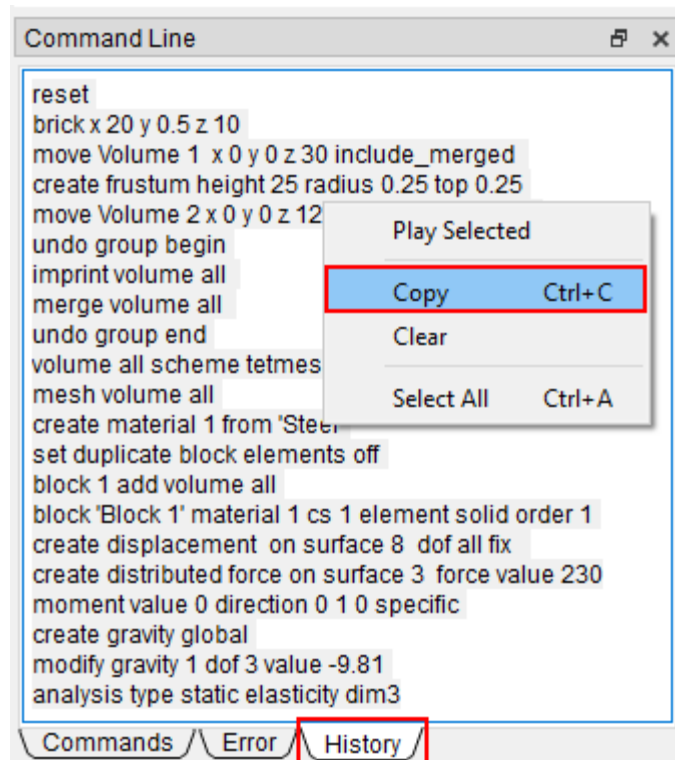 Command Line
reset
brick x 20 y 0.5 z 10
move Volume 1 x 0 y 0 z 30 include_merged
create frustum height 25 radius 0.25 top 0.25
move Volume 2 x 0 y 0 z 12
undo group begin
imprint volume all
merge volume all
undo group end
volume all scheme tetmes
mesh volume all
create material 1 from 'Steel'
set duplicate block elements off
block 1 add volume all
block 'Block 1' material 1 cs 1 element solid order 1
create displacement on surface 8 dof all fix
create distributed force on surface 3 force value 230
moment value 0 direction 0 1 0 specific
create gravity global
modify gravity 1 dof 3 value -9.81
analysis type static elasticity dim3
Play Selected
Copy Ctrl+C
Clear
Select All Ctrl+A
Commands Error History